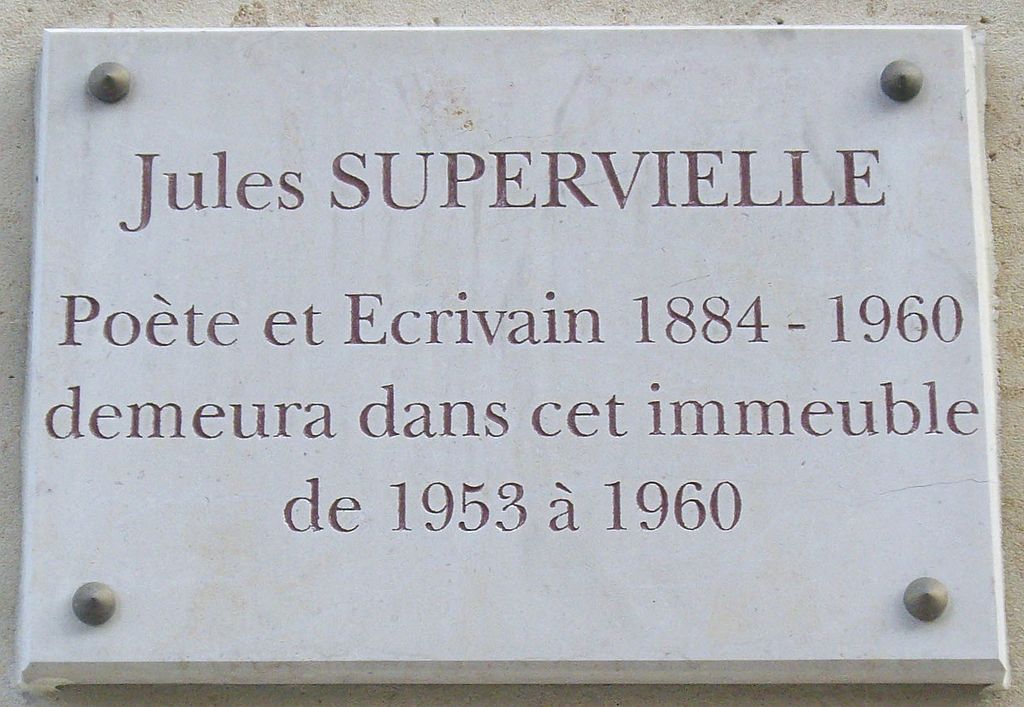 Jules SUPERVIELLE
Poète et Ecrivain 1884 - 1960
demeura dans cet immeuble
de 1953 à 1960